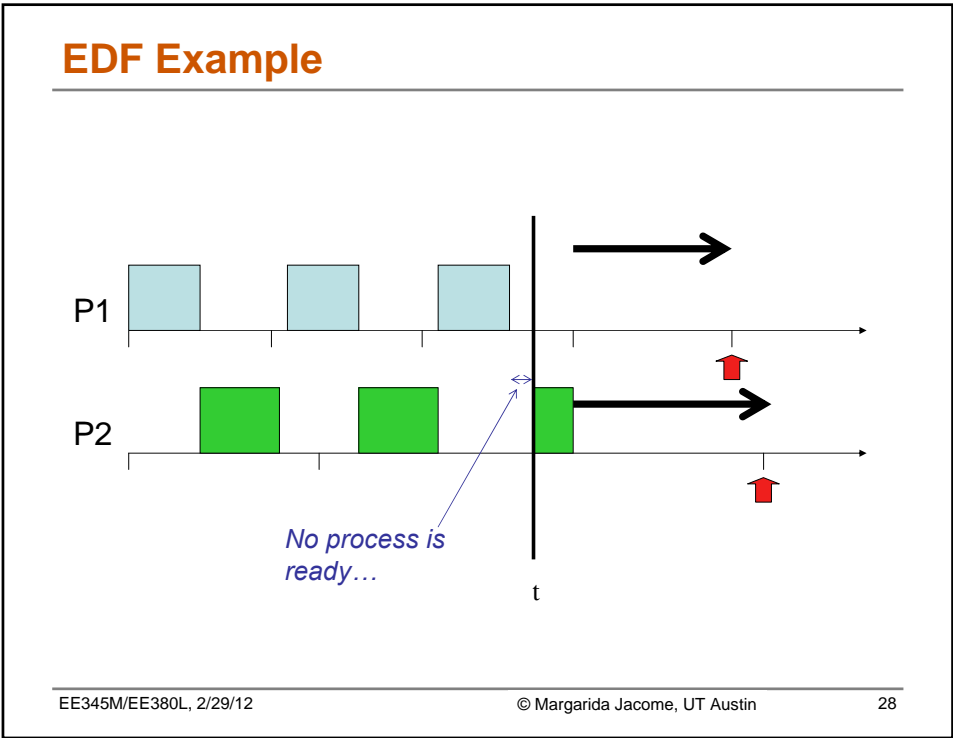 EDF Example
P1
P2
No process is
ready…
t
EE345M/EE380L, 2/29/12
© Margarida Jacome, UT Austin
28